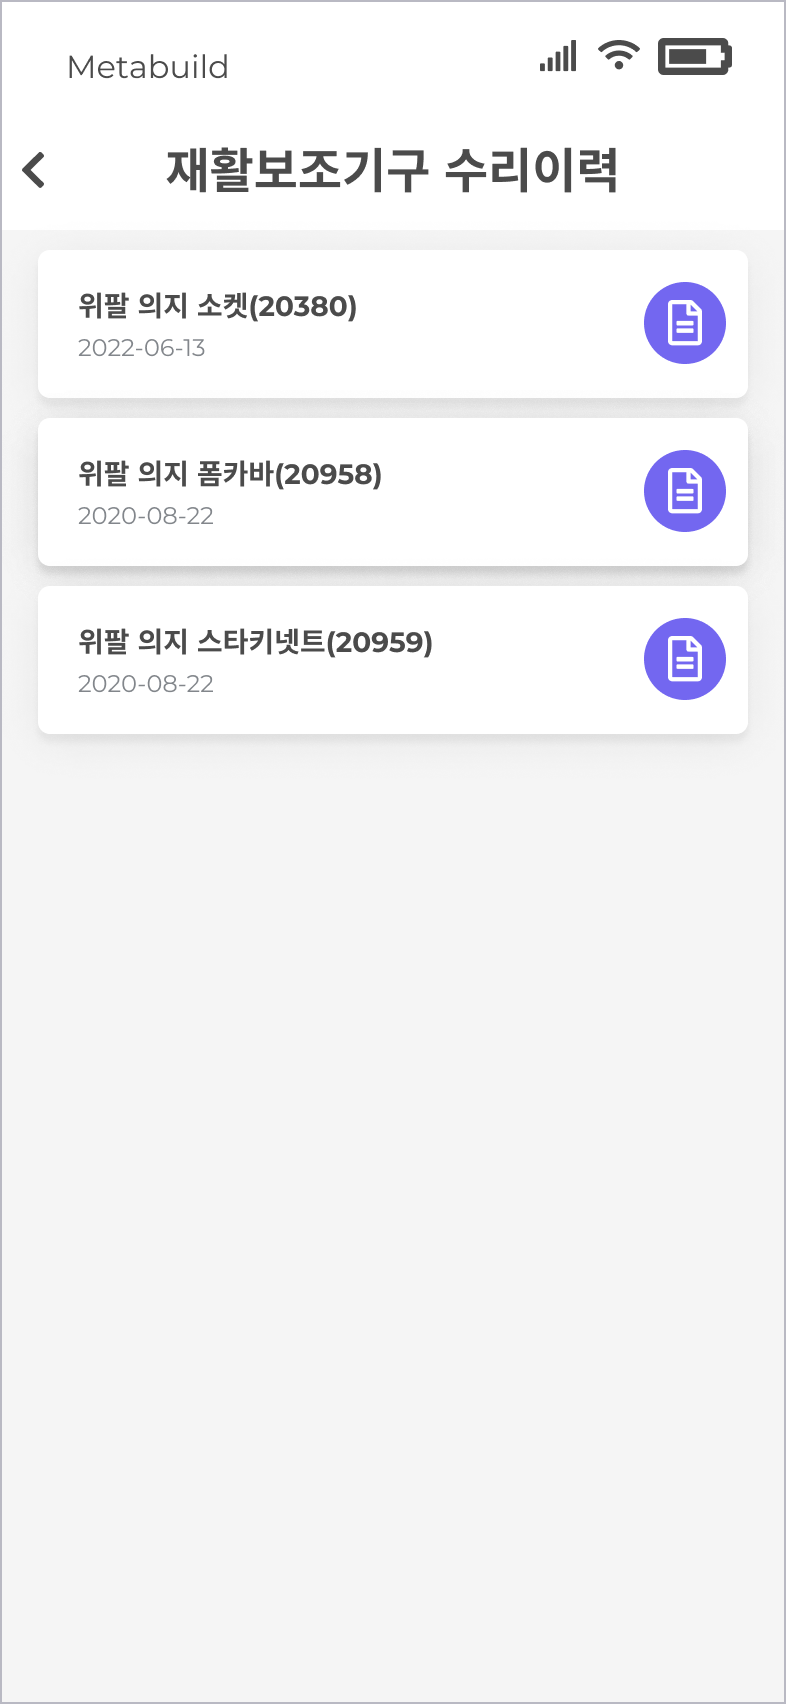 Metabuild
재활보조기구 수리이력
위팔 의지 소켓(20380)
2022-06-13
위팔 의지 폼카바(20958)
2020-08-22
위팔 의지 스타키넷트(20959)
2020-08-22